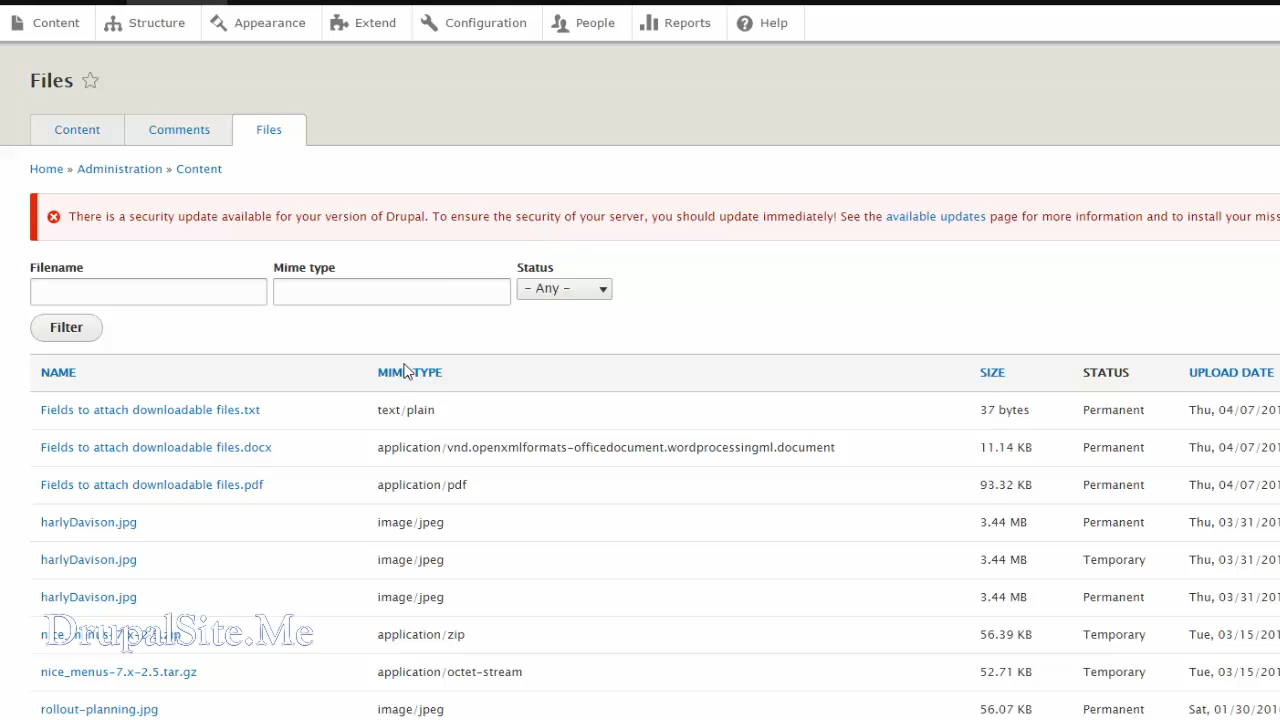 Content Structure Appearance Extend Configuration People Reports Help
Files
Content Comments Files
Home » Administration » Content
There is a security update available for your version of Drupal. To ensure the security of your server, you should update immediately! See the available updates page for more information and to install your miss
Filename Mime type Status
- Any -
Filter
NAME MIME TYPE SIZE STATUS UPLOAD DATE
Fields to attach downloadable files.txt text/plain 37 bytes Permanent Thu, 04/07/201
Fields to attach downloadable files.docx application/vnd.openxmlformats-officedocument.wordprocessingml.document 11.14 KB Permanent Thu, 04/07/201
Fields to attach downloadable files.pdf application/pdf 93.32 KB Permanent Thu, 04/07/201
harlyDavison.jpg image/jpeg 3.44 MB Permanent Thu, 03/31/201
harlyDavison.jpg image/jpeg 3.44 MB Temporary Thu, 03/31/201
harlyDavison.jpg image/jpeg 3.44 MB Permanent Thu, 03/31/201
DrupalSite.Me
application/zip 56.39 KB Temporary Tue, 03/15/201
nice_menus-7.x-2.5.tar.gz application/octet-stream 52.71 KB Temporary Tue, 03/15/201
rollout-planning.jpg image/jpeg 56.07 KB Permanent Sat, 01/30/201